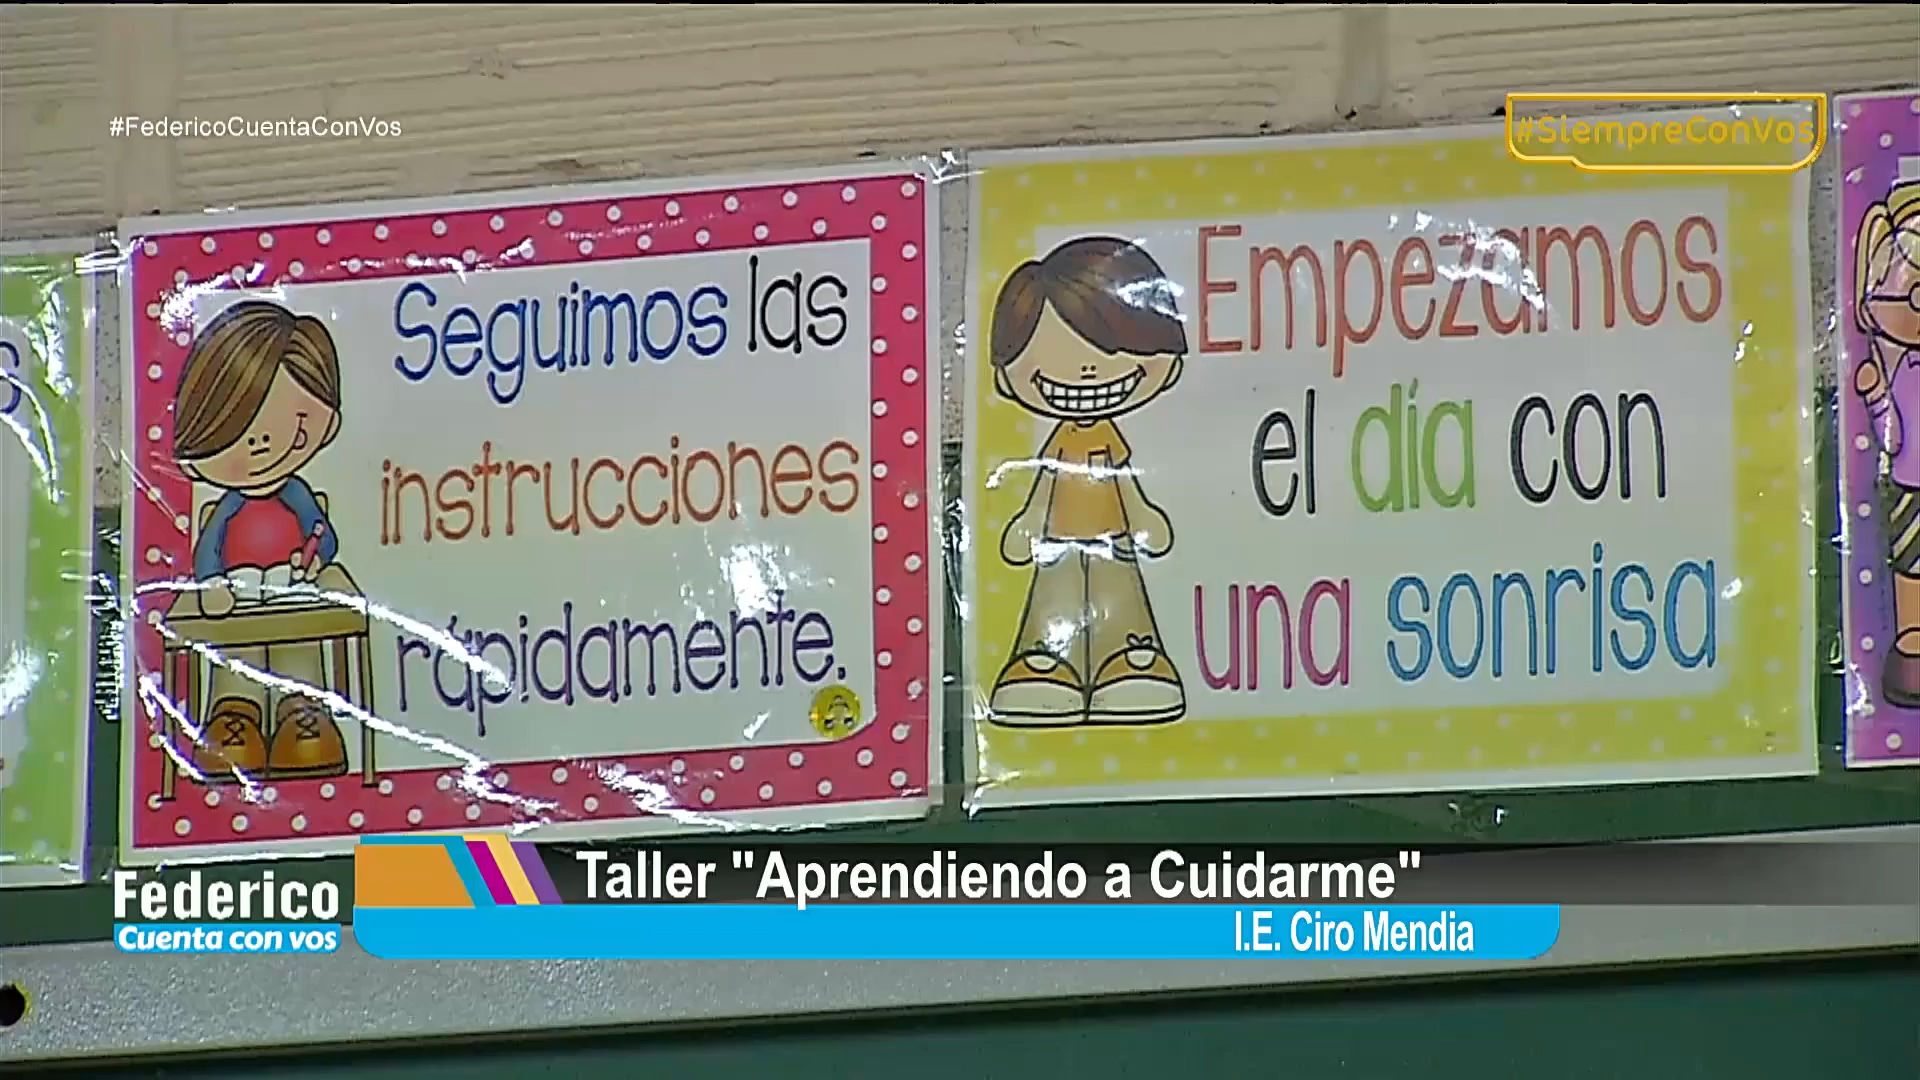 #FedericoCuentaConVos
#SiempreConVos
Seguimos las
instrucciones
rápidamente.
Empezamos
el día con
una sonrisa
Federico
Cuenta con vos
Taller "Aprendiendo a Cuidarme"
I.E. Ciro Mendia